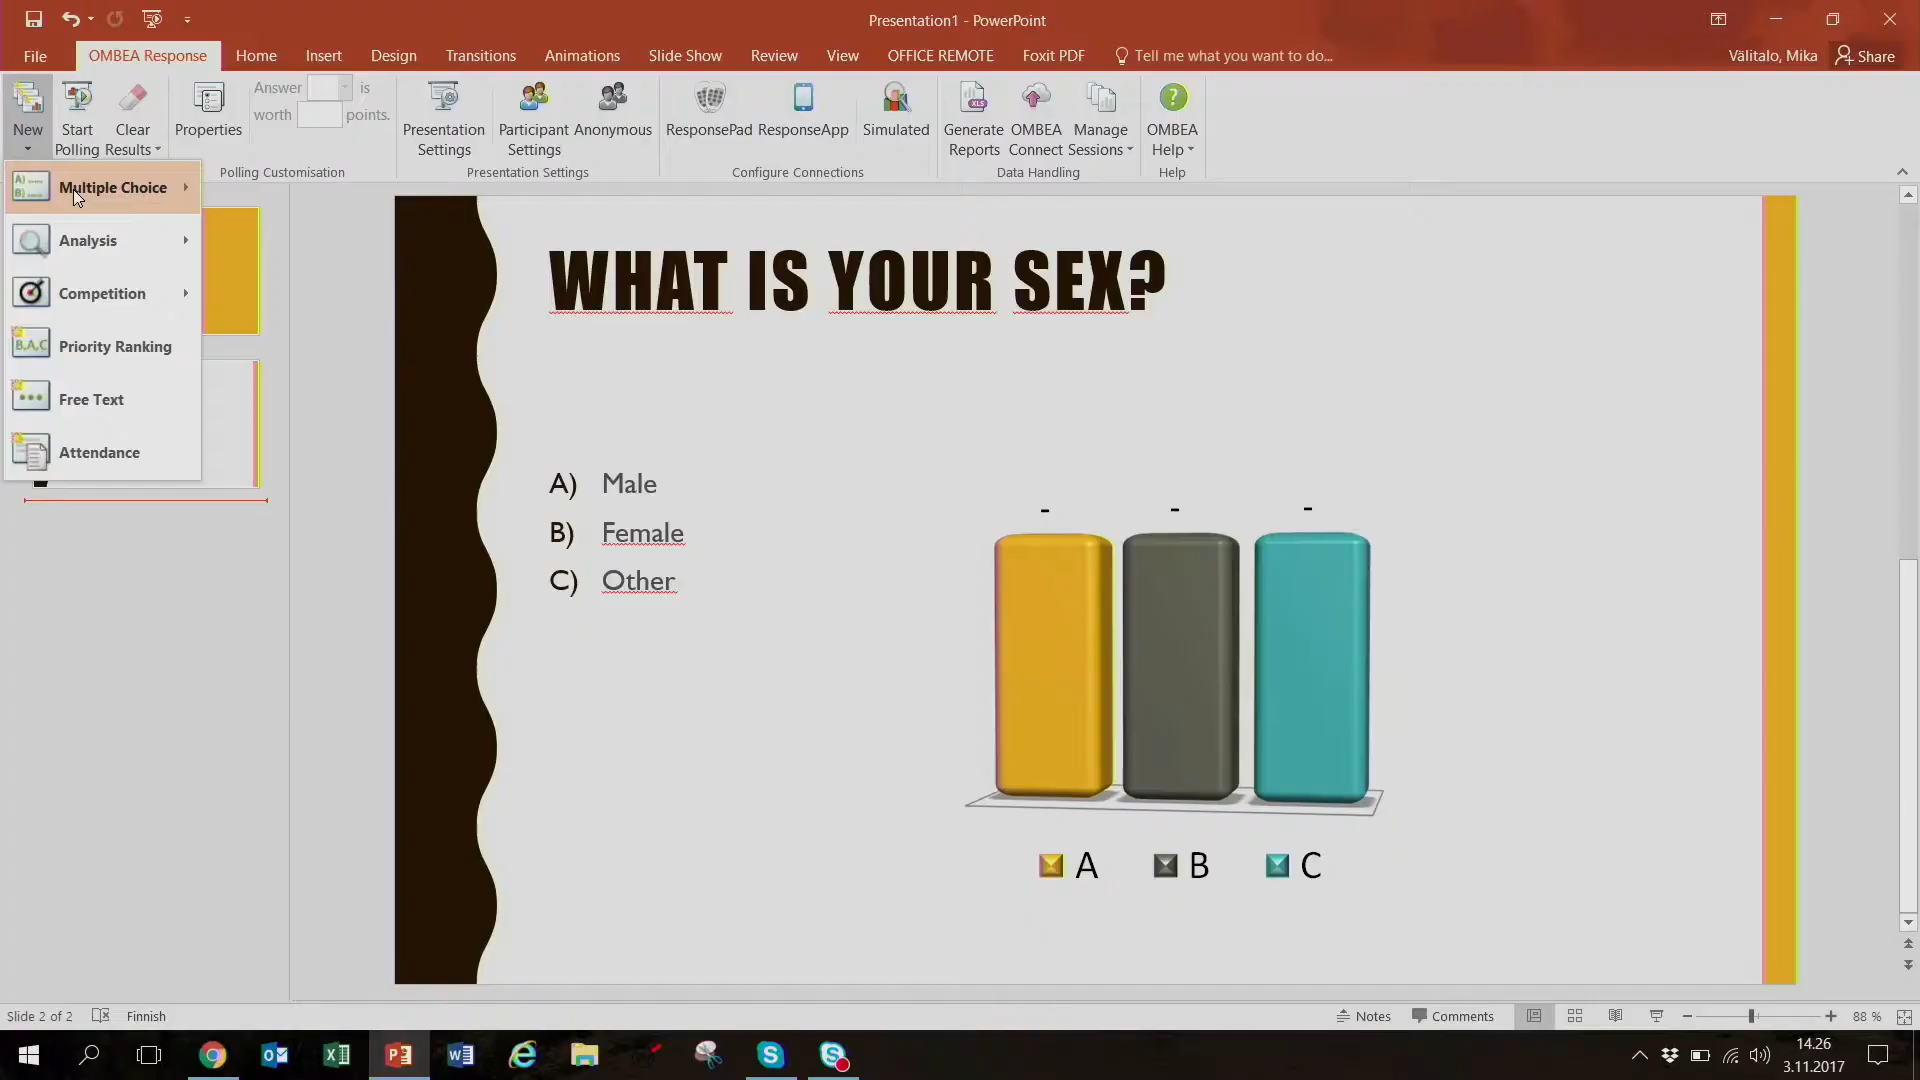 Presentation1 - PowerPoint
File
OMBEA Response
Home
Insert
Design
Transitions
Animations
Slide Show
Review
View
OFFICE REMOTE
Foxit PDF
Tell me what you want to do...
Välitalo, Mika
Share
New
Start Polling
Clear Results
Properties
Answer is
worth points.
Presentation Settings
Participant Settings
Anonymous
ResponsePad
ResponseApp
Simulated
Generate Reports
OMBEA Connect
Manage Sessions
OMBEA Help
Polling Customisation
Presentation Settings
Configure Connections
Data Handling
Help
Multiple Choice
Analysis
Competition
Priority Ranking
Free Text
Attendance
WHAT IS YOUR SEX?
A) Male
B) Female
C) Other
- - -
A B C
Slide 2 of 2
Finnish
Notes
Comments
88 %
14.26
3.11.2017